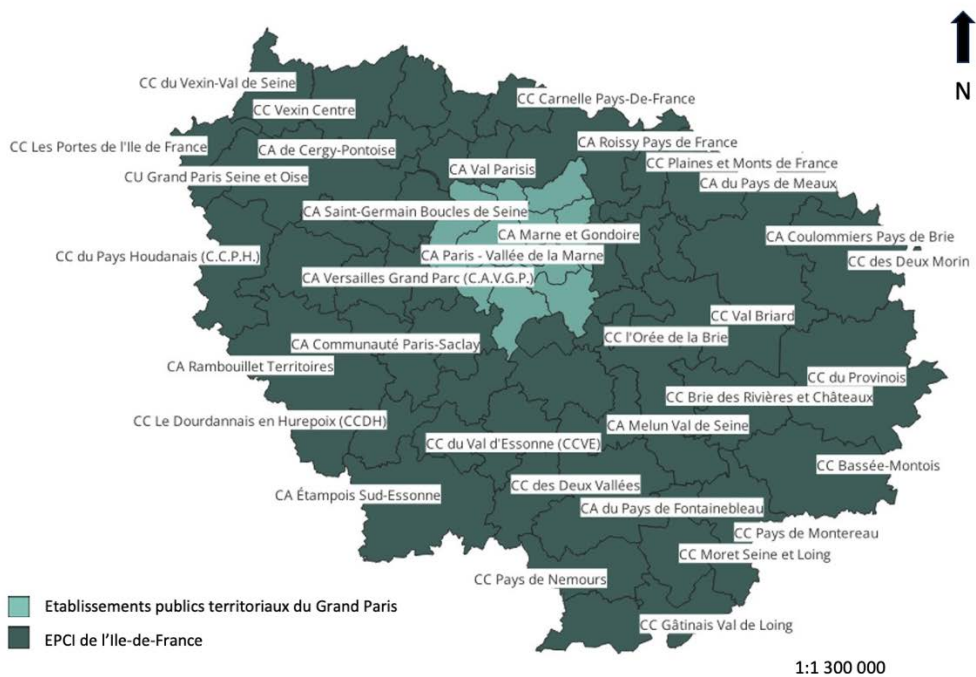 N
CC du Vexin-Val de Seine
CC Carnelle Pays-De-France
CC Vexin Centre
CA Roissy Pays de France
CC Les Portes de l'Ile de France
CA de Cergy-Pontoise
CC Plaines et Monts de France
CA Val Parisis
CU Grand Paris Seine et Oise
CA du Pays de Meaux
CA Saint-Germain Boucles de Seine
CA Marne et Gondoire
CA Coulommiers Pays de Brie
CC du Pays Houdanais (C.C.P.H.)
CA Paris - Vallée de la Marne
CC des Deux Morin
CA Versailles Grand Parc (C.A.V.G.P.)
CC Val Briard
CC l'Orée de la Brie
CA Communauté Paris-Saclay
CA Rambouillet Territoires
CC du Provinois
CC Brie des Rivières et Châteaux
CC Le Dourdannais en Hurepoix (CCDH)
CA Melun Val de Seine
CC du Val d'Essonne (CCVE)
CC Bassée-Montois
CC des Deux Vallées
CA Étampois Sud-Essonne
CA du Pays de Fontainebleau
CC Pays de Montereau
CC Moret Seine et Loing
CC Pays de Nemours
CC Gâtinais Val de Loing
Etablissements publics territoriaux du Grand Paris
EPCI de l'Ile-de-France
1:1 300 000